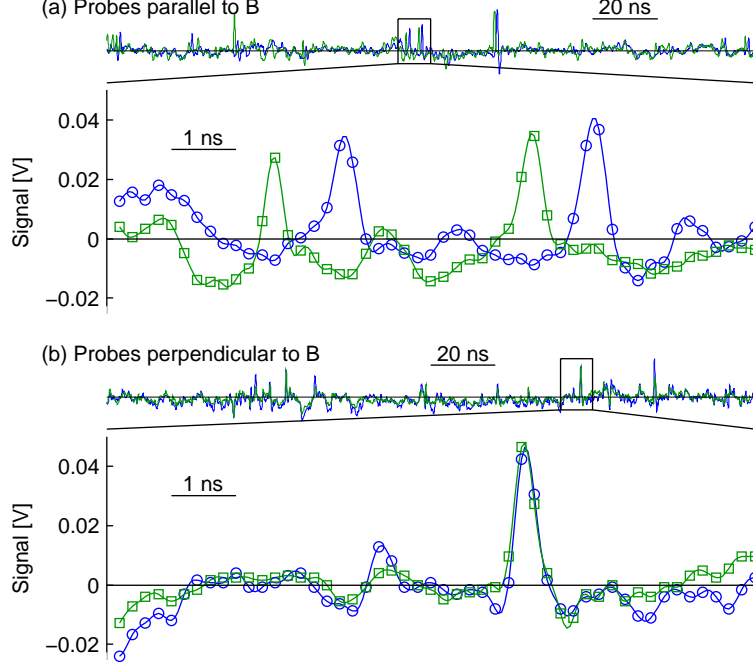 (a) Probes parallel to B
20 ns
0.04
1 ns
0.02
Signal [V]
0
−0.02
(b) Probes perpendicular to B
20 ns
0.04
1 ns
0.02
Signal [V]
0
−0.02